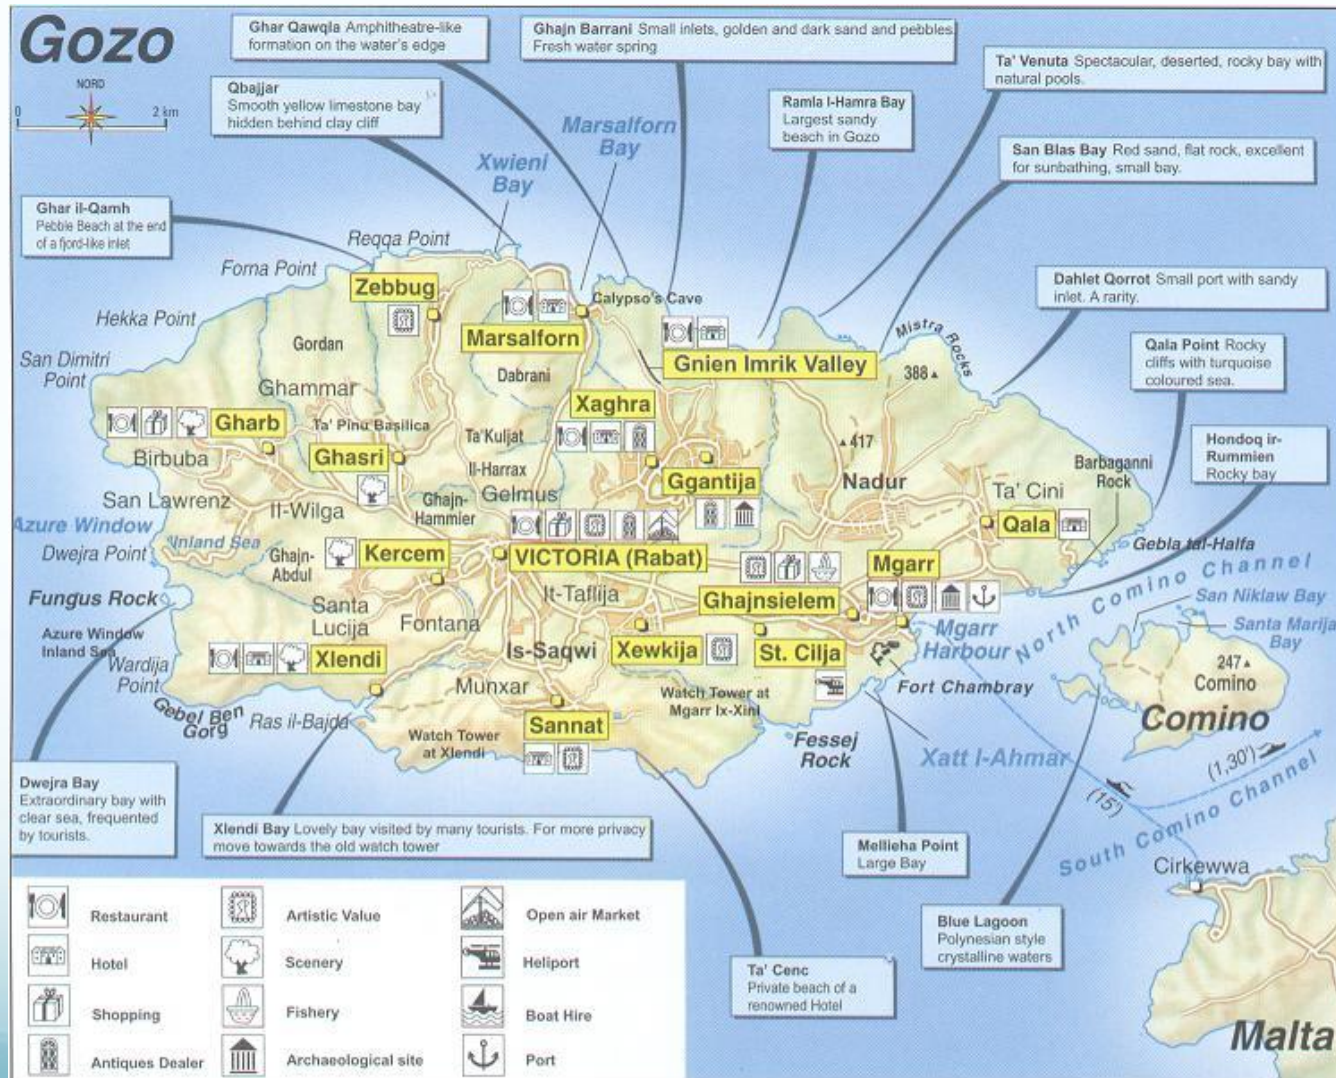 Gozo
NORD
0 2 km
Ghar Qawqla Amphitheatre-like
formation on the water's edge
Ghajn Barrani Small inlets, golden and dark sand and pebbles.
Fresh water spring
Ta' Venuta Spectacular, deserted, rocky bay with
natural pools.
Qbajjar
Smooth yellow limestone bay
hidden behind clay cliff
Ramla l-Hamra Bay
Largest sandy
beach in Gozo
San Blas Bay Red sand, flat rock, excellent
for sunbathing, small bay.
Marsalforn
Bay
Xwieni
Bay
Ghar il-Qamh
Pebble Beach at the end
of a fjord-like inlet
Dahlet Qorrot Small port with sandy
inlet. A rarity.
Qala Point Rocky
cliffs with turquoise
coloured sea.
Hondoq ir-
Rummien
Rocky bay
Reqqa Point
Forna Point
Hekka Point
San Dimitri
Point
Zebbug
Marsalforn
Calypso's Cave
Gnien Imrik Valley
Mistra Rocks
388
417
Gordan
Ghammar
Dabrani
Xaghra
Gharb
Ta' Pinu Basilica
Ta'Kuljat
Birbuba
Ghasri
Il-Harrax
Gelmus
Ggantija
Nadur
Barbaganni
Rock
Ta' Cini
Qala
San Lawrenz
Il-Wilga
Ghajn-
Hammier
Azure Window
Inland Sea
Dwejra Point
Ghajn-
Abdul
Kercem
VICTORIA (Rabat)
Mgarr
Gebla tal-Halfa
Fungus Rock
Santa
Lucija
Fontana
It-Taflija
Ghajnsielem
North Comino Channel
San Niklaw Bay
Santa Marija
Bay
Azure Window
Inland Sea
Wardija
Point
Xlendi
Is-Saqwi
Xewkija
St. Cilja
Mgarr
Harbour
247
Comino
Comino
Munxar
Watch Tower at
Mgarr Ix-Xini
Fort Chambray
Gebel Ben
Gorg
Ras il-Bajda
Sannat
Watch Tower
at Xlendi
Fessej
Rock
Xatt l-Ahmar
(15')
(1,30')
South Comino Channel
Dwejra Bay
Extraordinary bay with
clear sea, frequented
by tourists.
Xlendi Bay Lovely bay visited by many tourists. For more privacy
move towards the old watch tower
Mellieha Point
Large Bay
Cirkewwa
Blue Lagoon
Polynesian style
crystalline waters
Ta' Cenc
Private beach of a
renowned Hotel
Malta
Restaurant
Hotel
Shopping
Antiques Dealer
Artistic Value
Scenery
Fishery
Archaeological site
Open air Market
Heliport
Boat Hire
Port